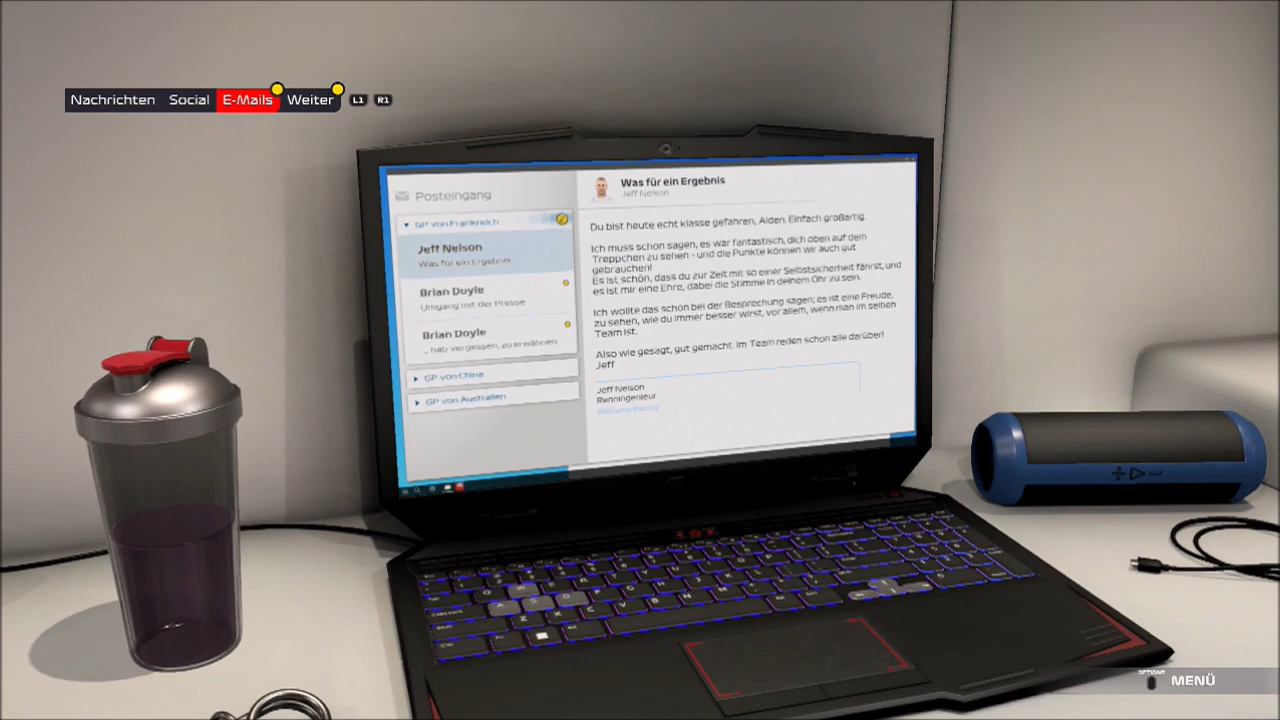 Nachrichten Social E-Mails Weiter L1 R1
Posteingang
GP von Frankreich
Jeff Nelson
Was für ein Ergebnis
Brian Doyle
Umgang mit der Presse
Brian Doyle
... hab vergessen, zu erwähnen
GP von China
GP von Australien
Was für ein Ergebnis
Jeff Nelson
Du bist heute echt klasse gefahren, Aiden. Einfach großartig.
Ich muss schon sagen, es war fantastisch, dich oben auf dem
Treppchen zu sehen - und die Punkte können wir auch gut
gebrauchen!
Es ist schön, dass du zur Zeit mit so einer Selbstsicherheit fährst, und
es ist mir eine Ehre, dabei die Stimme in deinem Ohr zu sein.
Ich wollte das schon bei der Besprechung sagen; es ist eine Freude,
zu sehen, wie du immer besser wirst, vor allem, wenn man im selben
Team ist.
Also wie gesagt, gut gemacht. Im Team reden schon alle darüber!
Jeff
Jeff Nelson
Renningenieur
Williams Racing
OPTIONS
MENÜ